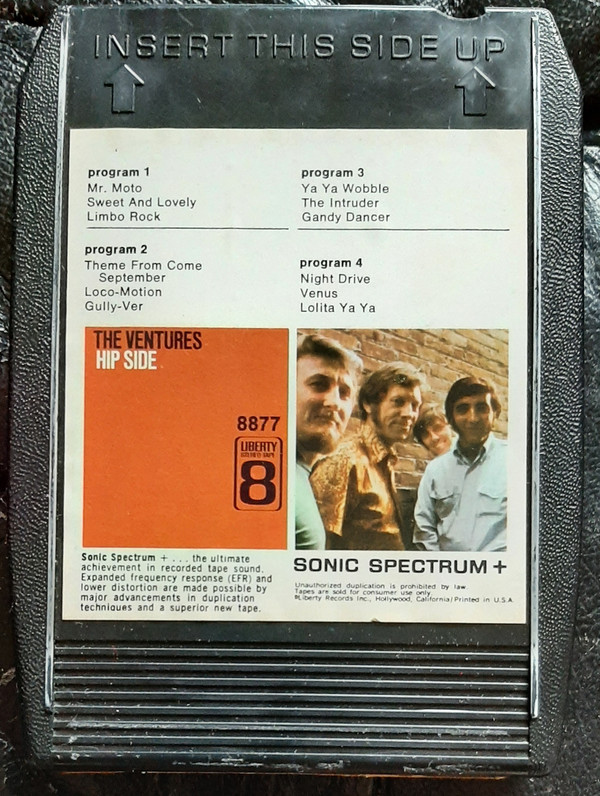 INSERT THIS SIDE UP
program 1
Mr. Moto
Sweet And Lovely
Limbo Rock
program 2
Theme From Come
September
Loco-Motion
Gully-Ver
program 3
Ya Ya Wobble
The Intruder
Gandy Dancer
program 4
Night Drive
Venus
Lolita Ya Ya
THE VENTURES
HIP SIDE
8877
LIBERTY
STEREO-TAPE
8
Sonic Spectrum + . . . the ultimate
achievement in recorded tape sound.
Expanded frequency response (EFR) and
lower distortion are made possible by
major advancements in duplication
techniques and a superior new tape.
SONIC SPECTRUM +
Unauthorized duplication is prohibited by law.
Tapes are sold for consumer use only.
®Liberty Records Inc., Hollywood, California/Printed in U.S.A.